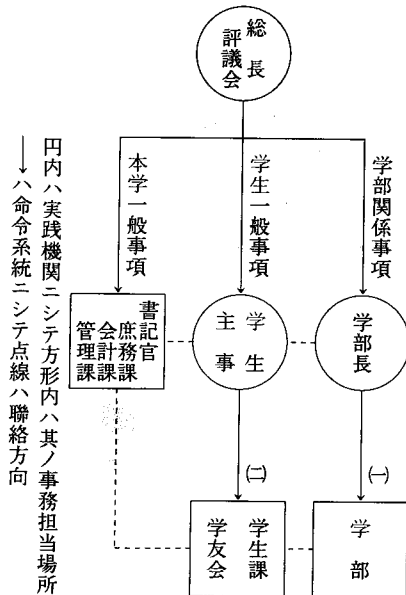 総長
評議会
学部関係事項
学生一般事項
本学一般事項
学部長
学生
主事
書記官
庶務課
会計課
管理課
㈠
㈡
学部
学生課
学友会
円内ハ実践機関ニシテ方形内ハ其ノ事務担当場所
→ハ命令系統ニシテ点線ハ聯絡方向